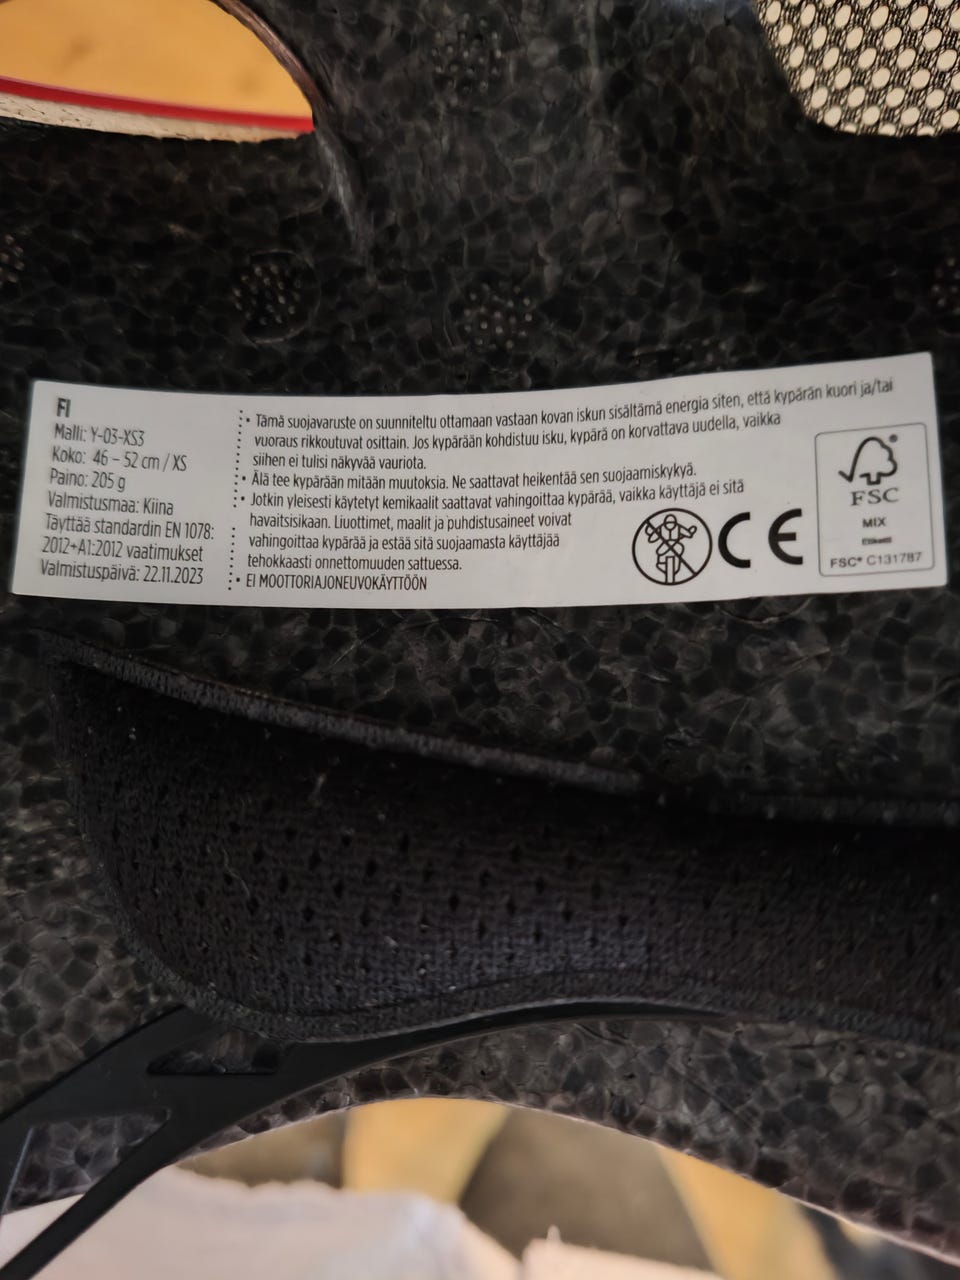 FI
Malli: Y-03-XS3
Koko: 46 – 52 cm / XS
Paino: 205 g
Valmistusmaa: Kiina
Täyttää standardin EN 1078:
2012+A1:2012 vaatimukset
Valmistuspäivä: 22.11.2023
• Tämä suojavaruste on suunniteltu ottamaan vastaan kovan iskun sisältämä energia siten, että kypärän kuori ja/tai
vuoraus rikkoutuvat osittain. Jos kypärään kohdistuu isku, kypärä on korvattava uudella, vaikka
siihen ei tulisi näkyvää vauriota.
• Älä tee kypärään mitään muutoksia. Ne saattavat heikentää sen suojaamiskykyä.
• Jotkin yleisesti käytetyt kemikaalit saattavat vahingoittaa kypärää, vaikka käyttäjä ei sitä
havaitsisikaan. Liuottimet, maalit ja puhdistusaineet voivat
vahingoittaa kypärää ja estää sitä suojaamasta käyttäjää
tehokkaasti onnettomuuden sattuessa.
• EI MOOTTORIAJONEUVOKÄYTTÖÖN
CE
FSC
MIX
Etiketti
FSC® C131787